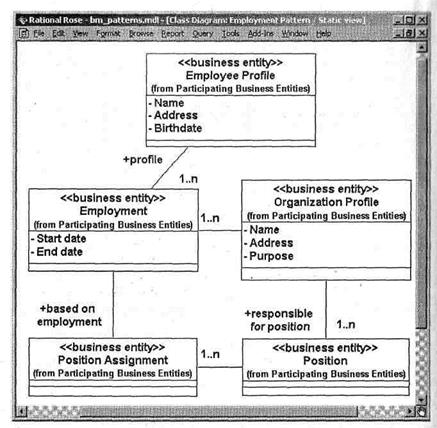 Rational Rose - bm_patterns.mdl - [Class Diagram: Employment Pattern / Static view]
File Edit View Format Browse Report Query Tools Add-Ins Window Help
<<business entity>>
Employee Profile
(from Participating Business Entities)
- Name
- Address
- Birthdate
+profile
1..n
<<business entity>>
Employment
(from Participating Business Entities)
- Start date
- End date
1..n
<<business entity>>
Organization Profile
(from Participating Business Entities)
- Name
- Address
- Purpose
+based on
employment
+responsible
for position
1..n
<<business entity>>
Position Assignment
(from Participating Business Entities)
1..n
<<business entity>>
Position
(from Participating Business Entities)